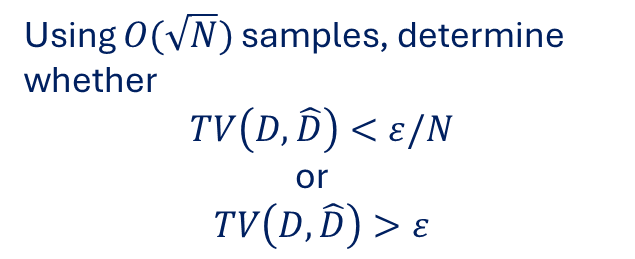 Using O(√N) samples, determine
whether
TV(D, D̂) < ε/N
or
TV(D, D̂) > ε